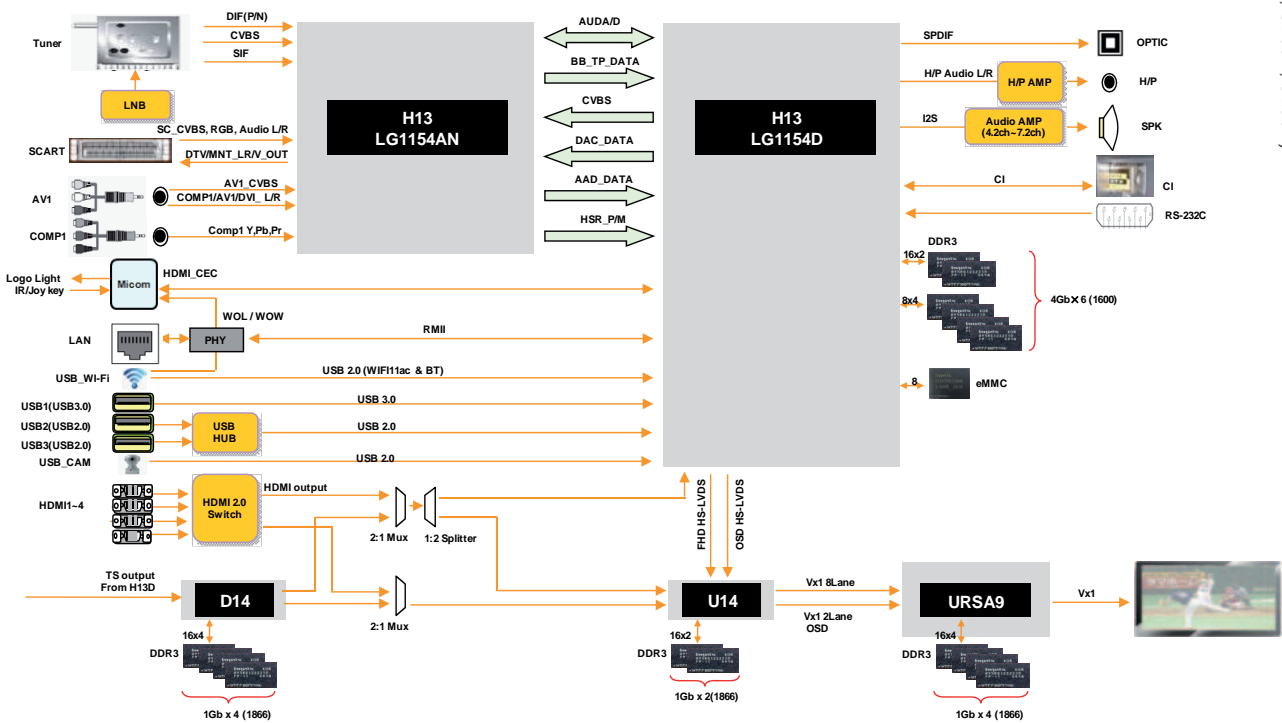 DIF(P/N)
CVBS
SIF
Tuner
LNB
SC_CVBS, RGB, Audio L/R
SCART
DTV/MNT_LR/V_OUT
AV1_CVBS
AV1
COMP1/AV1/DVI_ L/R
COMP1
Comp1 Y,Pb,Pr
H13
LG1154AN
AUDA/D
BB_TP_DATA
CVBS
DAC_DATA
AAD_DATA
HSR_P/M
H13
LG1154D
SPDIF
OPTIC
H/P Audio L/R
H/P AMP
H/P
I2S
Audio AMP
(4.2ch~7.2ch)
SPK
CI
CI
RS-232C
DDR3
16x2
8x4
4Gb X 6 (1600)
8
eMMC
Logo Light
IR/Joy key
Micom
HDMI_CEC
WOL / WOW
LAN
PHY
RMII
USB_WI-Fi
USB 2.0 (WIFI11ac & BT)
USB1(USB3.0)
USB 3.0
USB2(USB2.0)
USB3(USB2.0)
USB
HUB
USB 2.0
USB_CAM
USB 2.0
HDMI1~4
HDMI 2.0
Switch
HDMI output
2:1 Mux
1:2 Splitter
FHD HS-LVDS
OSD HS-LVDS
TS output
From H13D
D14
2:1 Mux
U14
Vx1 8Lane
Vx1 2Lane
OSD
URSA9
Vx1
16x4
DDR3
1Gb x 4 (1866)
16x2
DDR3
1Gb x 2(1866)
16x4
DDR3
1Gb x 4 (1866)